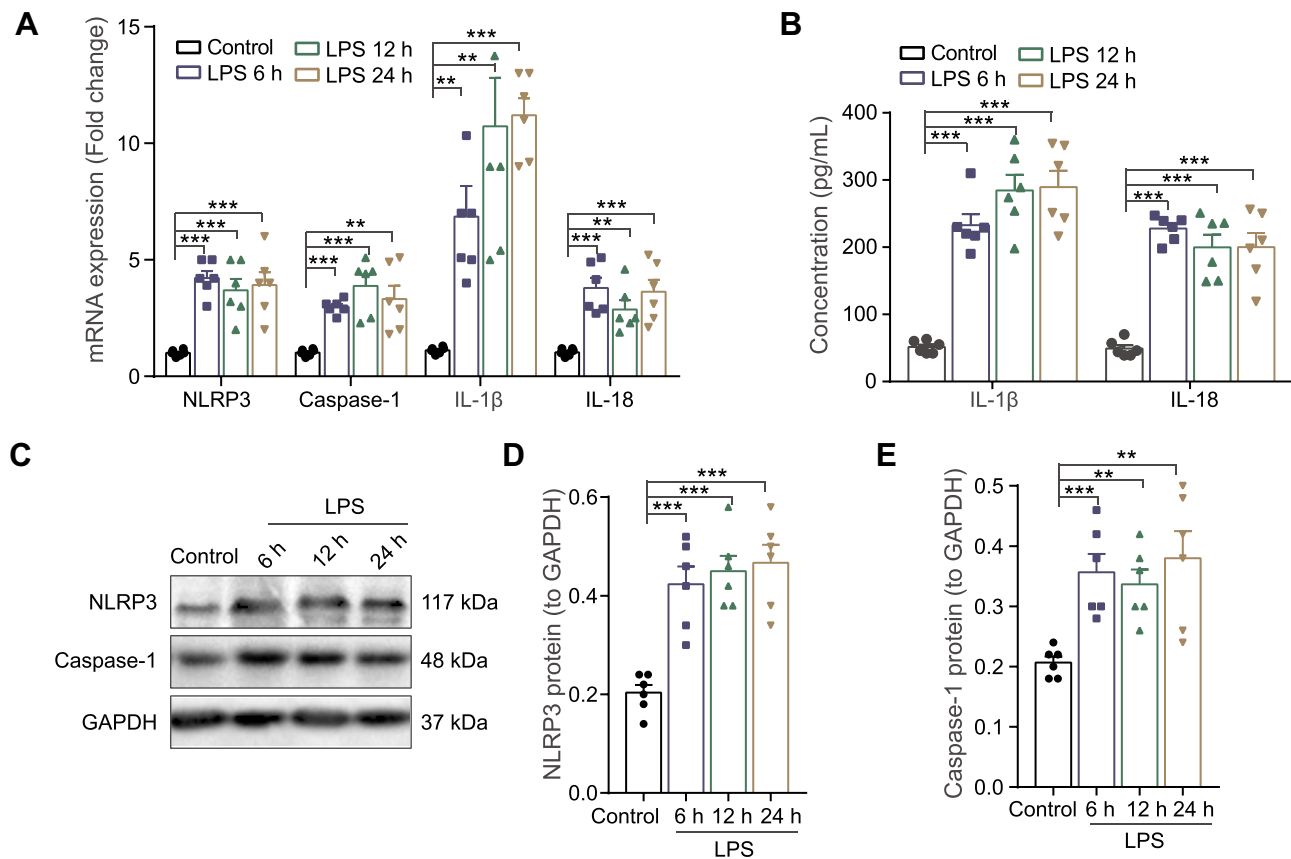 A
mRNA expression (Fold change)
15
10
5
0
Control
LPS 12 h
LPS 6 h
LPS 24 h
*** *** ***
*** *** **
** ** ***
*** ** ***
NLRP3
Caspase-1
IL-1β
IL-18
B
Control
LPS 12 h
LPS 6 h
LPS 24 h
Concentration (pg/mL)
400
300
200
100
0
*** *** ***
*** *** ***
IL-1β
IL-18
C
LPS
Control
6 h
12 h
24 h
NLRP3
117 kDa
Caspase-1
48 kDa
GAPDH
37 kDa
D
NLRP3 protein (to GAPDH)
0.6
0.4
0.2
0.0
*** *** ***
Control
6 h
12 h
24 h
LPS
E
Caspase-1 protein (to GAPDH)
0.5
0.4
0.3
0.2
0.1
0.0
*** ** **
Control
6 h
12 h
24 h
LPS